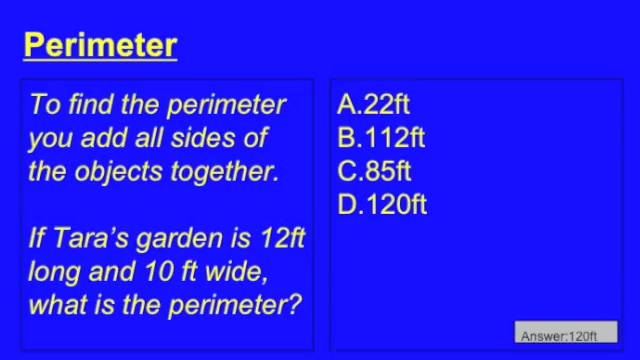 Perimeter
To find the perimeter
you add all sides of
the objects together.
If Tara's garden is 12ft
long and 10 ft wide,
what is the perimeter?
A.22ft
B.112ft
C.85ft
D.120ft
Answer:120ft